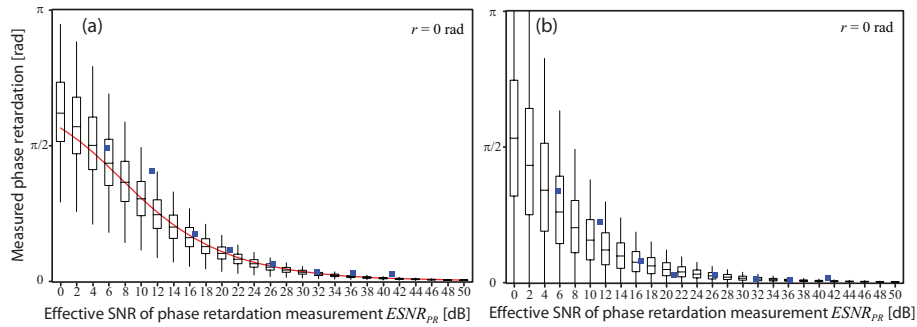 π
(a)
r = 0 rad
π/2
0
Measured phase retardation [rad]
0 2 4 6 8 10 12 14 16 18 20 22 24 26 28 30 32 34 36 38 40 42 44 46 48 50
Effective SNR of phase retardation measurement ESNR_PR [dB]
π
(b)
r = 0 rad
π/2
0
0 2 4 6 8 10 12 14 16 18 20 22 24 26 28 30 32 34 36 38 40 42 44 46 48 50
Effective SNR of phase retardation measurement ESNR_PR [dB]